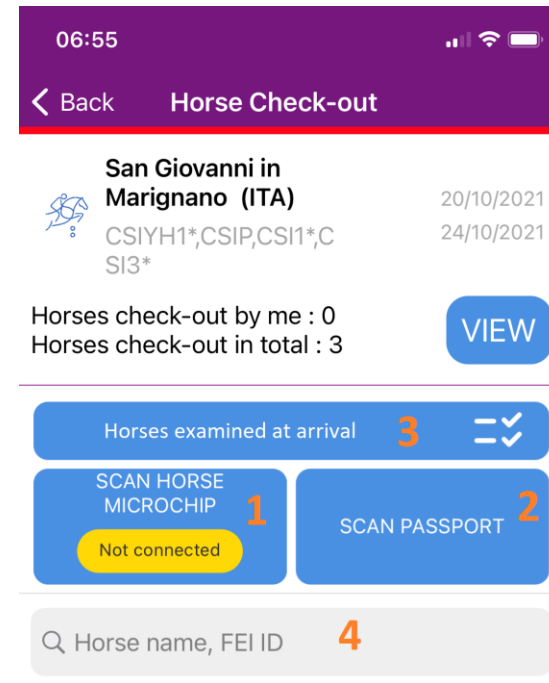 06:55
Back Horse Check-out
San Giovanni in
Marignano (ITA)
20/10/2021
CSIYH1*,CSIP,CSI1*,C
SI3*
24/10/2021
Horses check-out by me : 0
Horses check-out in total : 3
VIEW
Horses examined at arrival 3
SCAN HORSE
MICROCHIP 1
Not connected
SCAN PASSPORT 2
Horse name, FEI ID 4